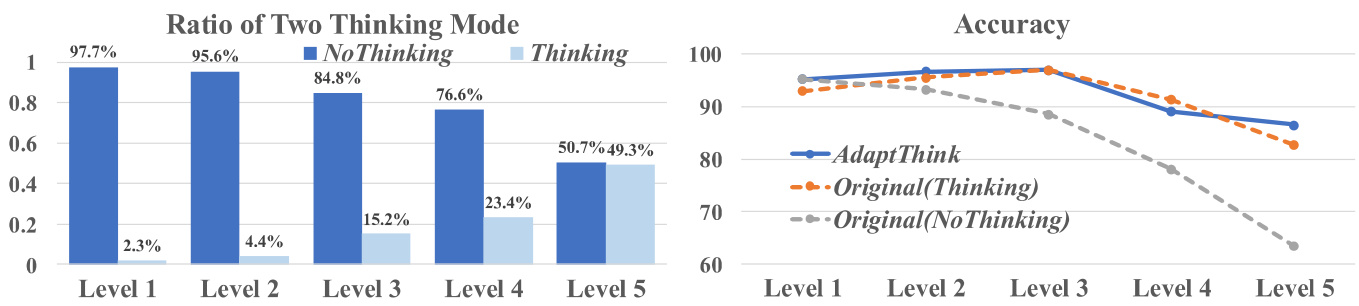 Ratio of Two Thinking Mode
NoThinking
Thinking
97.7%
95.6%
84.8%
76.6%
50.7%
49.3%
2.3%
4.4%
15.2%
23.4%
1
0.8
0.6
0.4
0.2
0
Level 1
Level 2
Level 3
Level 4
Level 5
Accuracy
100
90
80
70
60
AdaptThink
Original(Thinking)
Original(NoThinking)
Level 1
Level 2
Level 3
Level 4
Level 5